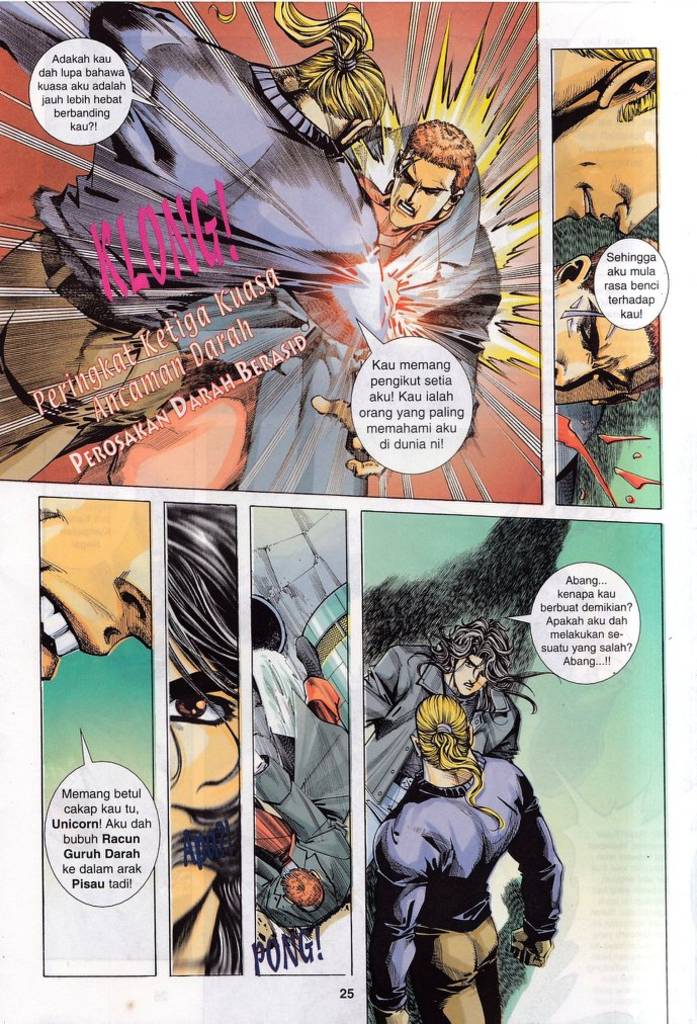 Adakah kau
dah lupa bahawa
kuasa aku adalah
jauh lebih hebat
berbanding
kau?!
KLONG!
Peringkat Ketiga Kuasa
Ancaman Darah
PEROSAKAN DARAH BERASID
Kau memang
pengikut setia
aku! Kau ialah
orang yang paling
memahami aku
di dunia ni!
Sehingga
aku mula
rasa benci
terhadap
kau!
Memang betul
cakap kau tu,
Unicorn! Aku dah
bubuh Racun
Guruh Darah
ke dalam arak
Pisau tadi!
PONG!
Abang...
kenapa kau
berbuat demikian?
Apakah aku dah
melakukan se-
suatu yang salah?
Abang...!!
25